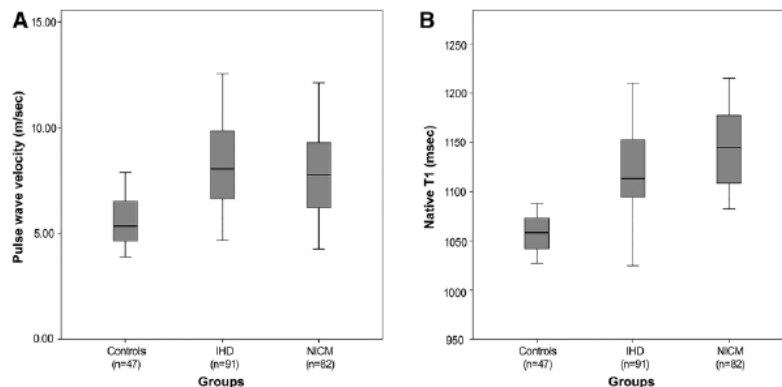 A
Pulse wave velocity (m/sec)
15.00
10.00
5.00
0.00
Controls
(n=47)
IHD
(n=91)
NICM
(n=82)
Groups
B
Native T1 (msec)
1250
1200
1150
1100
1050
1000
950
Controls
(n=47)
IHD
(n=91)
NICM
(n=82)
Groups